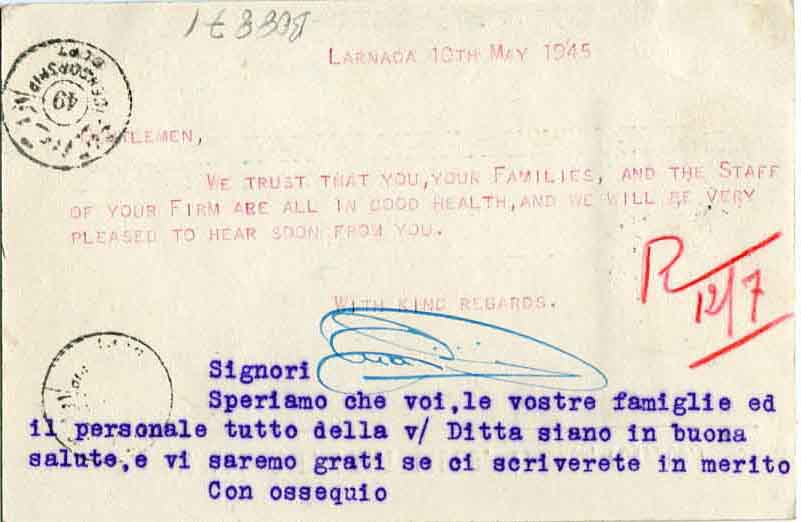 LARNACA 10TH MAY 1945
CENSORSHIP
DEPT
49
GENTLEMEN,
WE TRUST THAT YOU,YOUR FAMILIES, AND THE STAFF
OF YOUR FIRM ARE ALL IN GOOD HEALTH,AND WE WILL BE VERY
PLEASED TO HEAR SOON FROM YOU.
R
12/7
WITH KIND REGARDS.
Signori
Speriamo che voi,le vostre famiglie ed
il personale tutto della v/ Ditta siano in buona
salute,e vi saremo grati se ci scriverete in merito
Con ossequio